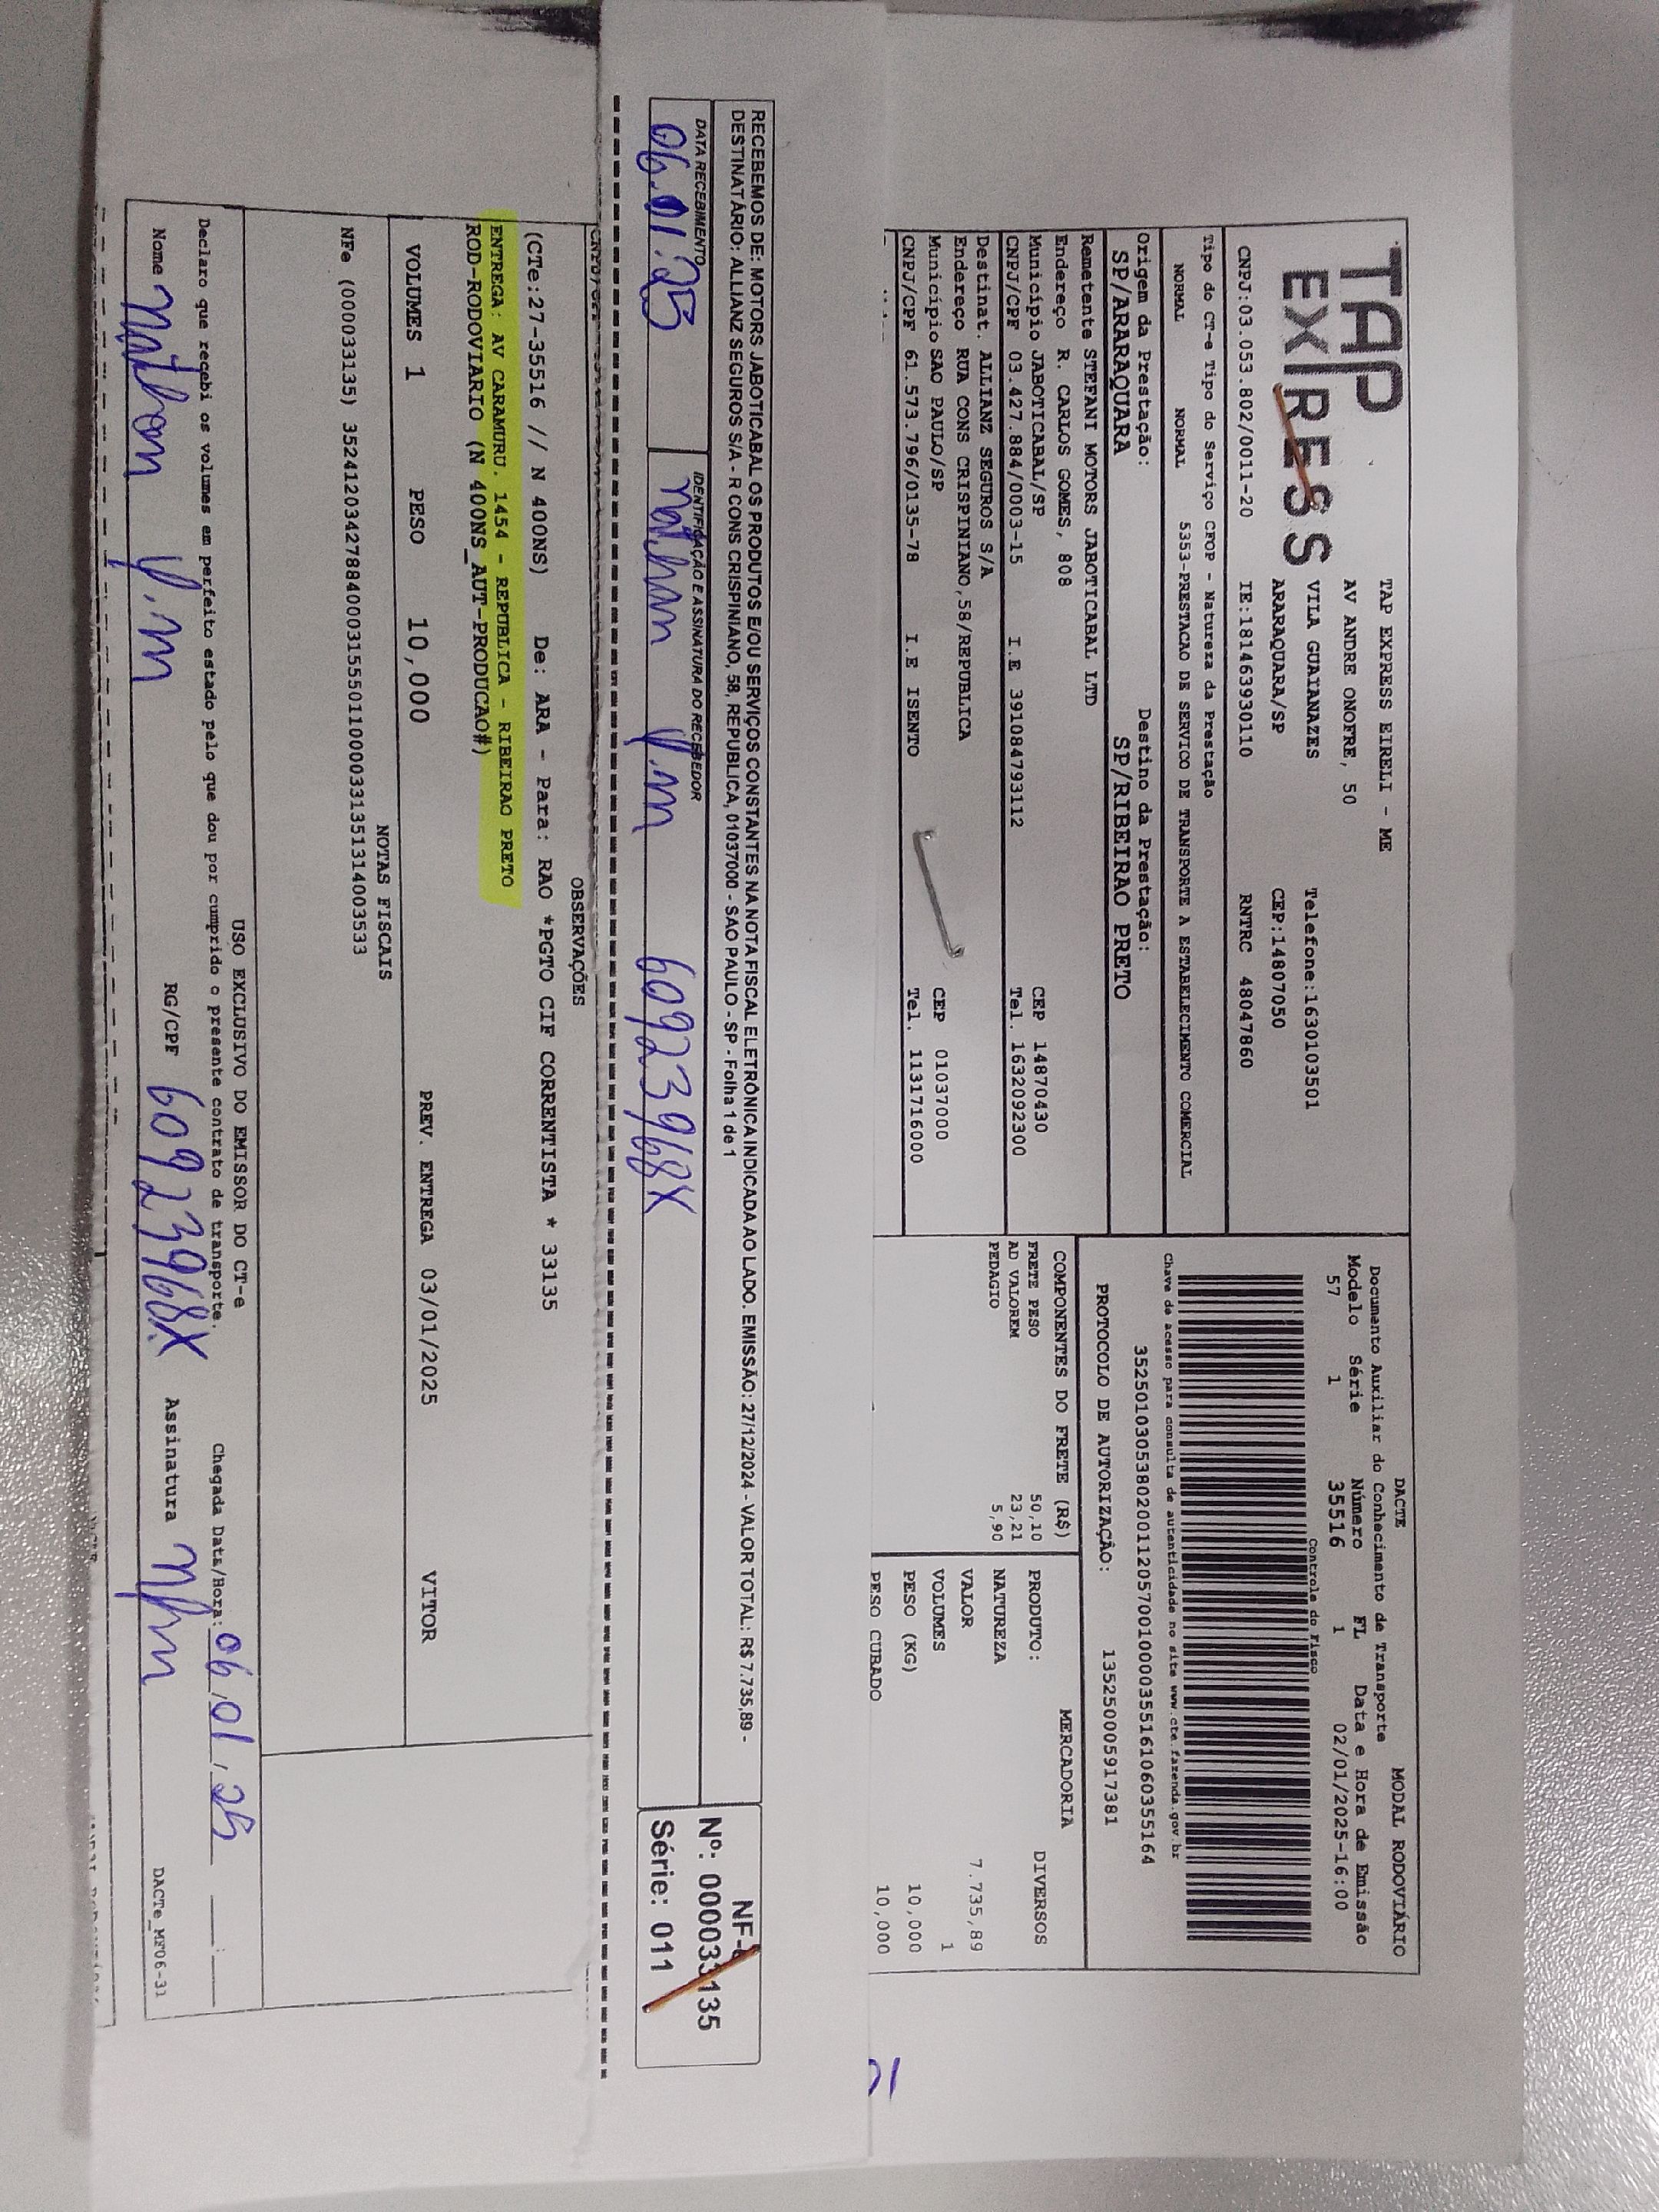 TAP
EXPRESS
TAP EXPRESS EIRELI - ME
AV ANDRE ONOFRE, 50
VILA GUAIANAZES Telefone:1630103501
ARARAQUARA/SP CEP:14807050
CNPJ:03.053.802/0011-20 IE:181463930110 RNTRC 48047860
Tipo do CT-e Tipo do Serviço CFOP - Natureza da Prestação
NORMAL NORMAL 5353-PRESTACAO DE SERVICO DE TRANSPORTE A ESTABELECIMENTO COMERCIAL
Origem da Prestação: Destino da Prestação:
SP/ARARAQUARA SP/RIBEIRAO PRETO
Remetente STEFANI MOTORS JABOTICABAL LTD
Endereço R. CARLOS GOMES, 808
Município JABOTICABAL/SP CEP 14870430
CNPJ/CPF 03.427.884/0003-15 I.E 391084793112 Tel. 1632092300
Destinat. ALLIANZ SEGUROS S/A
Endereço RUA CONS CRISPINIANO,58/REPUBLICA
Município SAO PAULO/SP CEP 01037000
CNPJ/CPF 61.573.796/0135-78 I.E ISENTO Tel. 1131716000
DACTE MODAL RODOVIÁRIO
Documento Auxiliar do Conhecimento de Transporte
Modelo Série Número FL Data e Hora de Emissão
57 1 35516 1 02/01/2025-16:00
Controle do Fisco
Chave de acesso para consulta de autenticidade no site www.cte.fazenda.gov.br
35250103053802001120570010000355161060355164
PROTOCOLO DE AUTORIZAÇÃO: 135250005917381
COMPONENTES DO FRETE (R$)
FRETE PESO 50,10
AD VALOREM 23,21
PEDAGIO 5,90
MERCADORIA
PRODUTO: DIVERSOS
NATUREZA
VALOR 7.735,89
VOLUMES 1
PESO (KG) 10,000
PESO CUBADO 10,000
RECEBEMOS DE: MOTORS JABOTICABAL OS PRODUTOS E/OU SERVIÇOS CONSTANTES NA NOTA FISCAL ELETRÔNICA INDICADA AO LADO. EMISSÃO: 27/12/2024 - VALOR TOTAL: R$ 7.735,89 -
DESTINATÁRIO: ALLIANZ SEGUROS S/A - R CONS CRISPINIANO, 58, REPUBLICA, 01037000 - SAO PAULO - SP - Folha 1 de 1
DATA RECEBIMENTO IDENTIFICAÇÃO E ASSINATURA DO RECEBEDOR
06.01.25 Nathan V.m 60923968X
NF-e
Nº: 000033135
Série: 011
OBSERVAÇÕES
(CTe:27-35516 // N 400NS) De: ARA - Para: RAO *PGTO CIF CORRENTISTA * 33135
ENTREGA: AV CARAMURU. 1454 - REPUBLICA - RIBEIRAO PRETO
ROD-RODOVIARIO (N 400NS_AUT-PRODUCAO#)
VOLUMES 1 PESO 10,000 PREV. ENTREGA 03/01/2025 VITOR
NOTAS FISCAIS
NFe (000033135) 35241203427884000315550110000331351314003533
USO EXCLUSIVO DO EMISSOR DO CT-e
Declaro que recebi os volumes em perfeito estado pelo que dou por cumprido o presente contrato de transporte. Chegada Data/Hora: 06/01/25
Nome Nathan V.m RG/CPF 60923968X Assinatura
DACTe_MF06-31